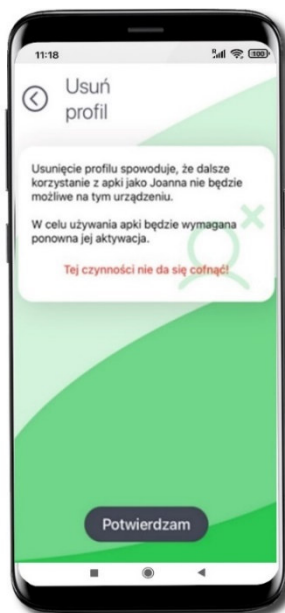 11:18
100
Usuń
profil
Usunięcie profilu spowoduje, że dalsze
korzystanie z apki jako Joanna nie będzie
możliwe na tym urządzeniu.
W celu używania apki będzie wymagana
ponowna jej aktywacja.
Tej czynności nie da się cofnąć!
Potwierdzam